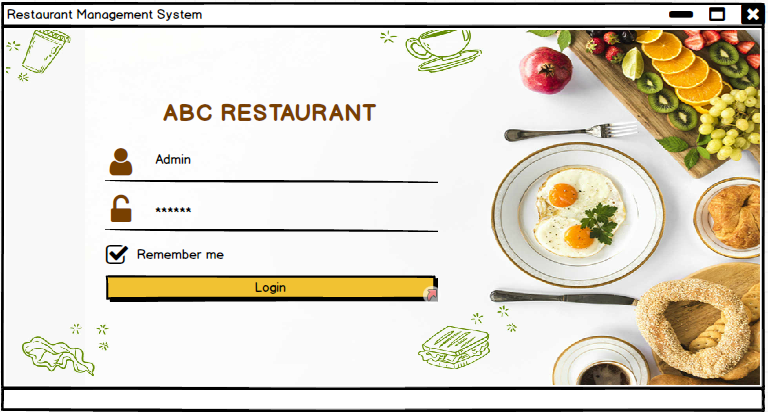 Restaurant Management System
ABC RESTAURANT
Admin
******
Remember me
Login